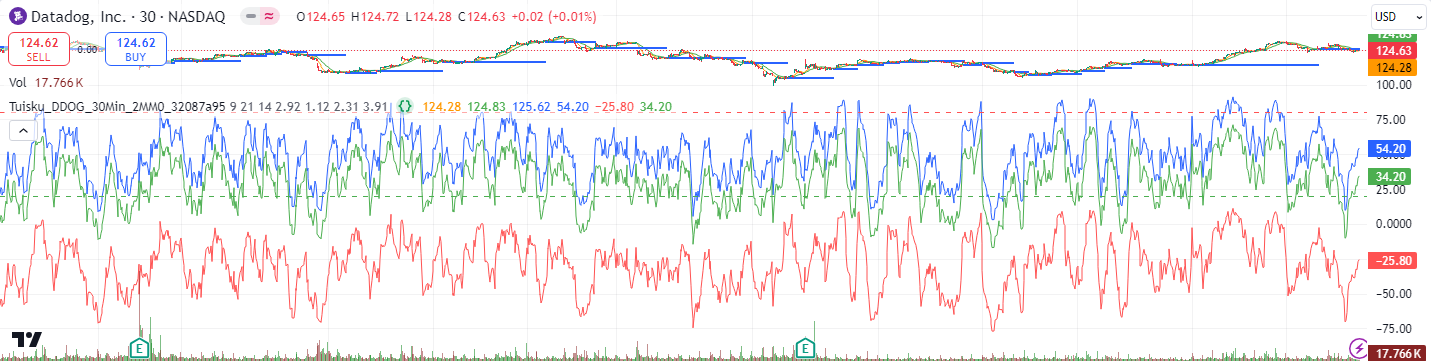 Datadog, Inc. · 30 · NASDAQ O124.65 H124.72 L124.28 C124.63 +0.02 (+0.01%) USD
124.62 SELL 0.00 124.62 BUY
124.83
124.63
124.28
Vol 17.766 K
100.00
Tuisku_DDOG_30Min_2MM0_32087a95 9 21 14 2.92 1.12 2.31 3.91 {} 124.28 124.83 125.62 54.20 −25.80 34.20
75.00
54.20
50.00
34.20
25.00
0.0000
−25.80
−50.00
−75.00
E E
17.766 K